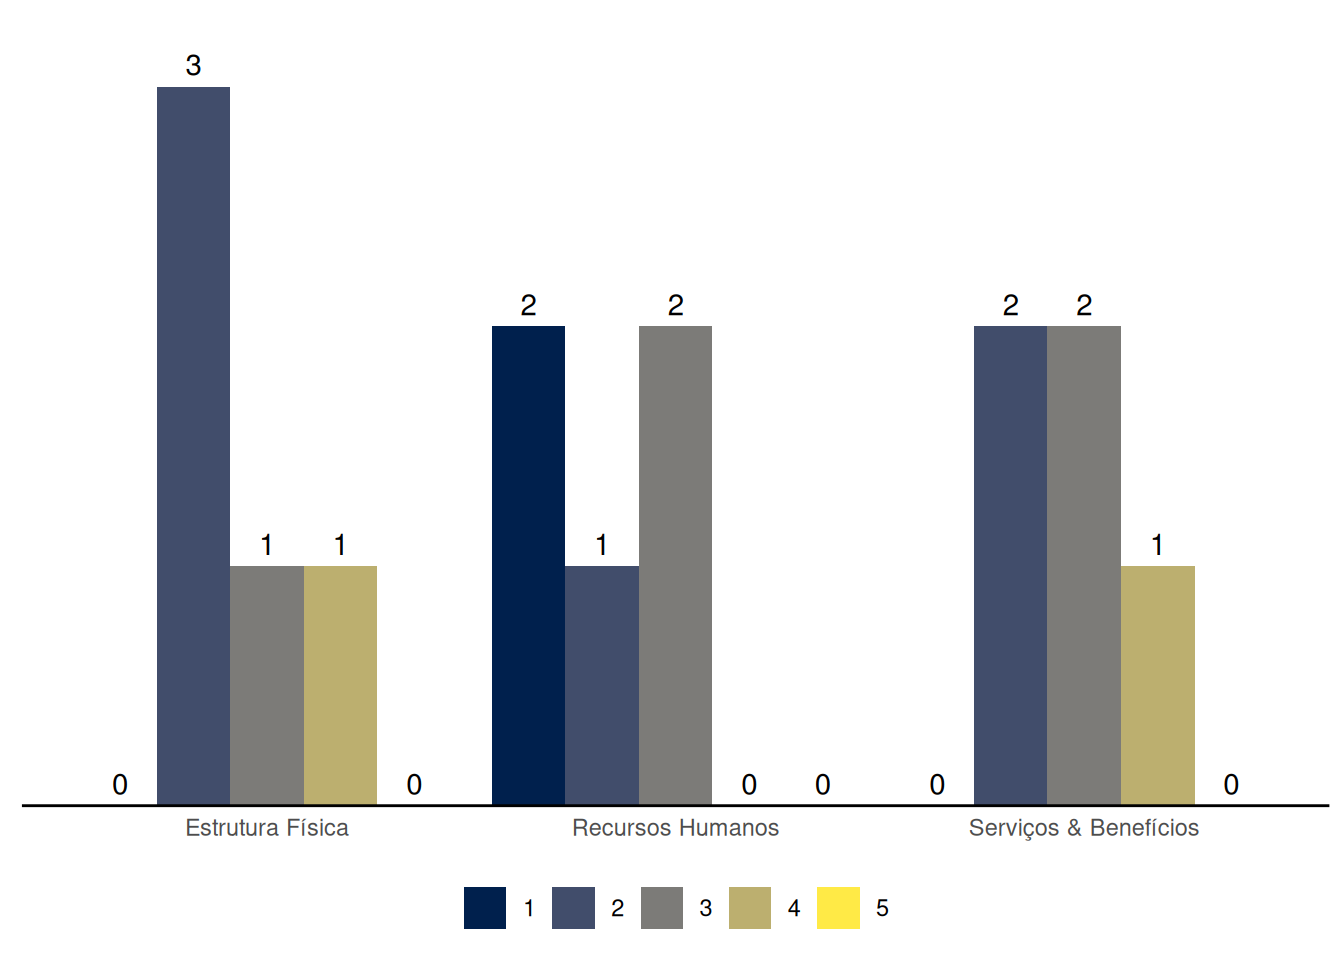 3
2 2 2 2
1 1 1 1
0 0 0 0 0 0
Estrutura Física Recursos Humanos Serviços & Benefícios
1 2 3 4 5